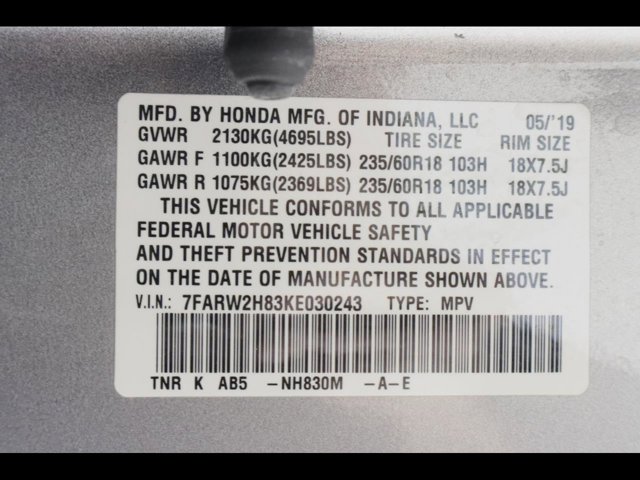 MFD. BY HONDA MFG. OF INDIANA, LLC 05/'19
GVWR 2130KG(4695LBS) TIRE SIZE RIM SIZE
GAWR F 1100KG(2425LBS) 235/60R18 103H 18X7.5J
GAWR R 1075KG(2369LBS) 235/60R18 103H 18X7.5J
THIS VEHICLE CONFORMS TO ALL APPLICABLE
FEDERAL MOTOR VEHICLE SAFETY
AND THEFT PREVENTION STANDARDS IN EFFECT
ON THE DATE OF MANUFACTURE SHOWN ABOVE.
V.I.N.: 7FARW2H83KE030243 TYPE: MPV
TNR K AB5 -NH830M -A-E